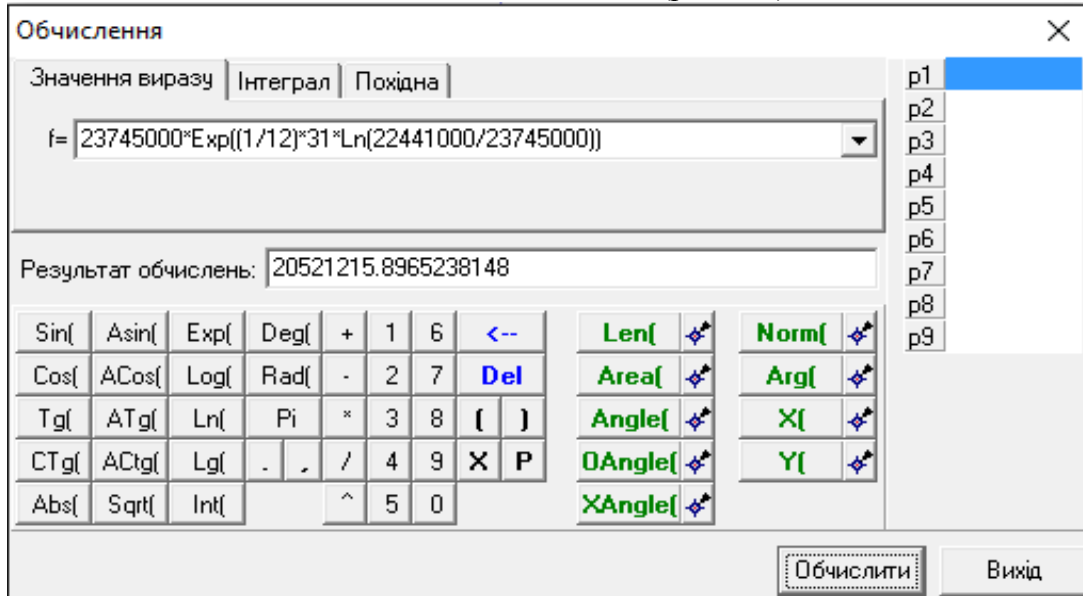 Обчислення
Значення виразу Інтеграл Похідна
f= 23745000*Exp((1/12)*31*Ln(22441000/23745000))
Результат обчислень: 20521215.8965238148
Sin( Asin( Exp( Deg( + 1 6 <--
Cos( ACos( Log( Rad( - 2 7 Del
Tg( ATg( Ln( Pi * 3 8 ( )
CTg( ACtg( Lg( . , / 4 9 X P
Abs( Sqrt( Int( ^ 5 0
Len( Norm(
Area( Arg(
Angle( X(
OAngle( Y(
XAngle(
p1
p2
p3
p4
p5
p6
p7
p8
p9
Обчислити Вихід